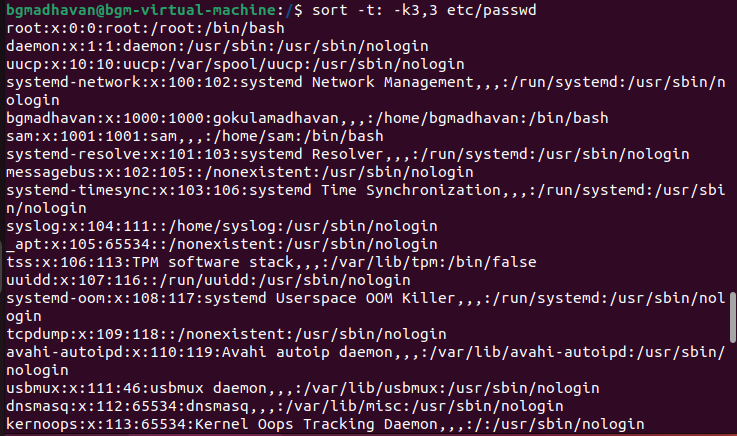 bgmadhavan@bgm-virtual-machine:/$ sort -t: -k3,3 etc/passwd
root:x:0:0:root:/root:/bin/bash
daemon:x:1:1:daemon:/usr/sbin:/usr/sbin/nologin
uucp:x:10:10:uucp:/var/spool/uucp:/usr/sbin/nologin
systemd-network:x:100:102:systemd Network Management,,,:/run/systemd:/usr/sbin/n
ologin
bgmadhavan:x:1000:1000:gokulamadhavan,,,:/home/bgmadhavan:/bin/bash
sam:x:1001:1001:sam,,,:/home/sam:/bin/bash
systemd-resolve:x:101:103:systemd Resolver,,,:/run/systemd:/usr/sbin/nologin
messagebus:x:102:105::/nonexistent:/usr/sbin/nologin
systemd-timesync:x:103:106:systemd Time Synchronization,,,:/run/systemd:/usr/sbi
n/nologin
syslog:x:104:111::/home/syslog:/usr/sbin/nologin
_apt:x:105:65534::/nonexistent:/usr/sbin/nologin
tss:x:106:113:TPM software stack,,,:/var/lib/tpm:/bin/false
uuidd:x:107:116::/run/uuidd:/usr/sbin/nologin
systemd-oom:x:108:117:systemd Userspace OOM Killer,,,:/run/systemd:/usr/sbin/nol
ogin
tcpdump:x:109:118::/nonexistent:/usr/sbin/nologin
avahi-autoipd:x:110:119:Avahi autoip daemon,,,:/var/lib/avahi-autoipd:/usr/sbin/
nologin
usbmux:x:111:46:usbmux daemon,,,:/var/lib/usbmux:/usr/sbin/nologin
dnsmasq:x:112:65534:dnsmasq,,,:/var/lib/misc:/usr/sbin/nologin
kernoops:x:113:65534:Kernel Oops Tracking Daemon,,,:/:/usr/sbin/nologin